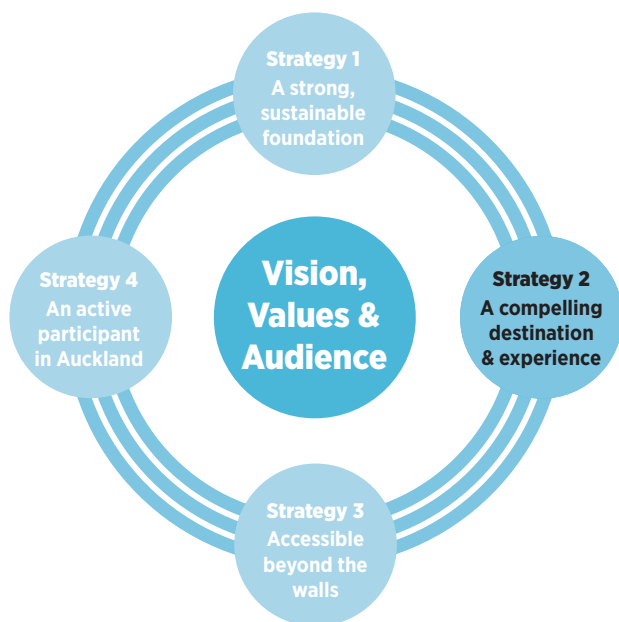 Strategy 1
A strong,
sustainable
foundation
Strategy 4
An active
participant
in Auckland
Vision,
Values &
Audience
Strategy 2
A compelling
destination
& experience
Strategy 3
Accessible
beyond the
walls